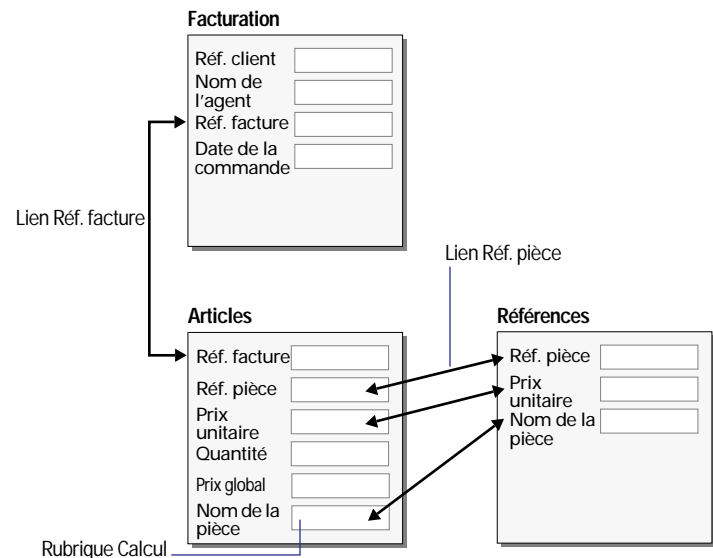 Facturation
Réf. client
Nom de
l'agent
Réf. facture
Date de la
commande
Lien Réf. facture
Lien Réf. pièce
Articles
Réf. facture
Réf. pièce
Prix
unitaire
Quantité
Prix global
Nom de la
pièce
Références
Réf. pièce
Prix
unitaire
Nom de la
pièce
Rubrique Calcul